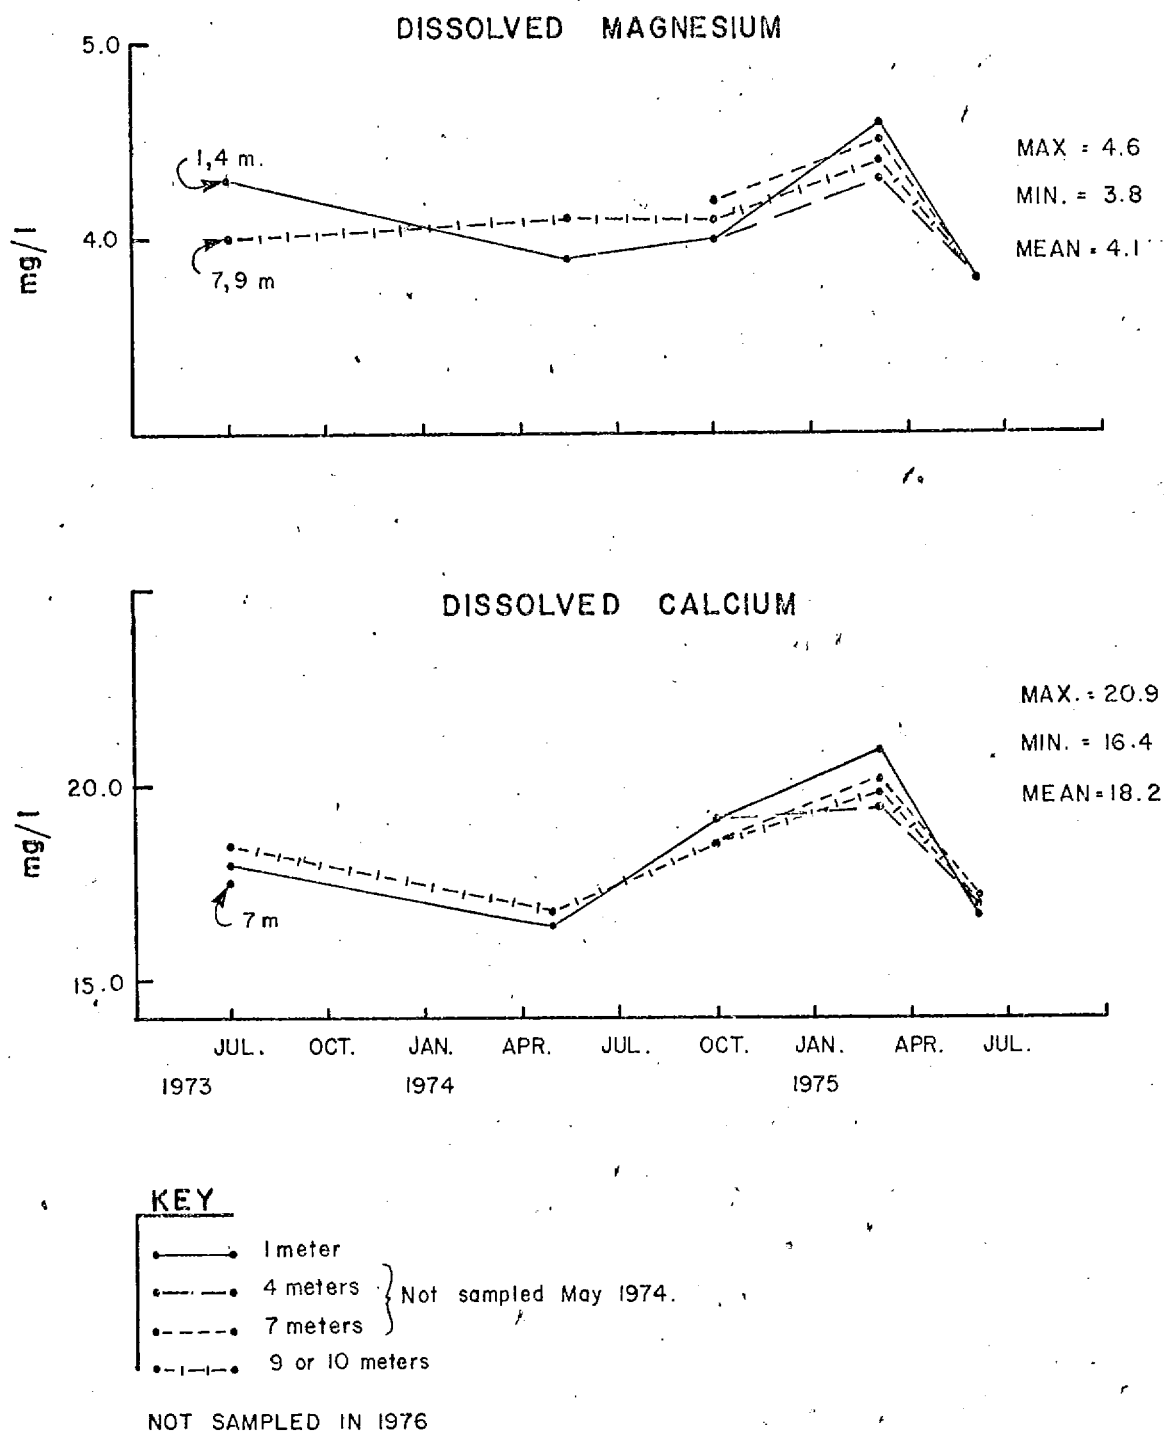 DISSOLVED MAGNESIUM
5.0
1,4 m.
MAX = 4.6
MIN. = 3.8
4.0
MEAN = 4.1
7,9 m
mg/l
DISSOLVED CALCIUM
MAX. = 20.9
MIN. = 16.4
20.0
MEAN = 18.2
mg/l
7 m
15.0
JUL. OCT. JAN. APR. JUL. OCT. JAN. APR. JUL.
1973 1974 1975
KEY
1 meter
4 meters
Not sampled May 1974.
7 meters
9 or 10 meters
NOT SAMPLED IN 1976